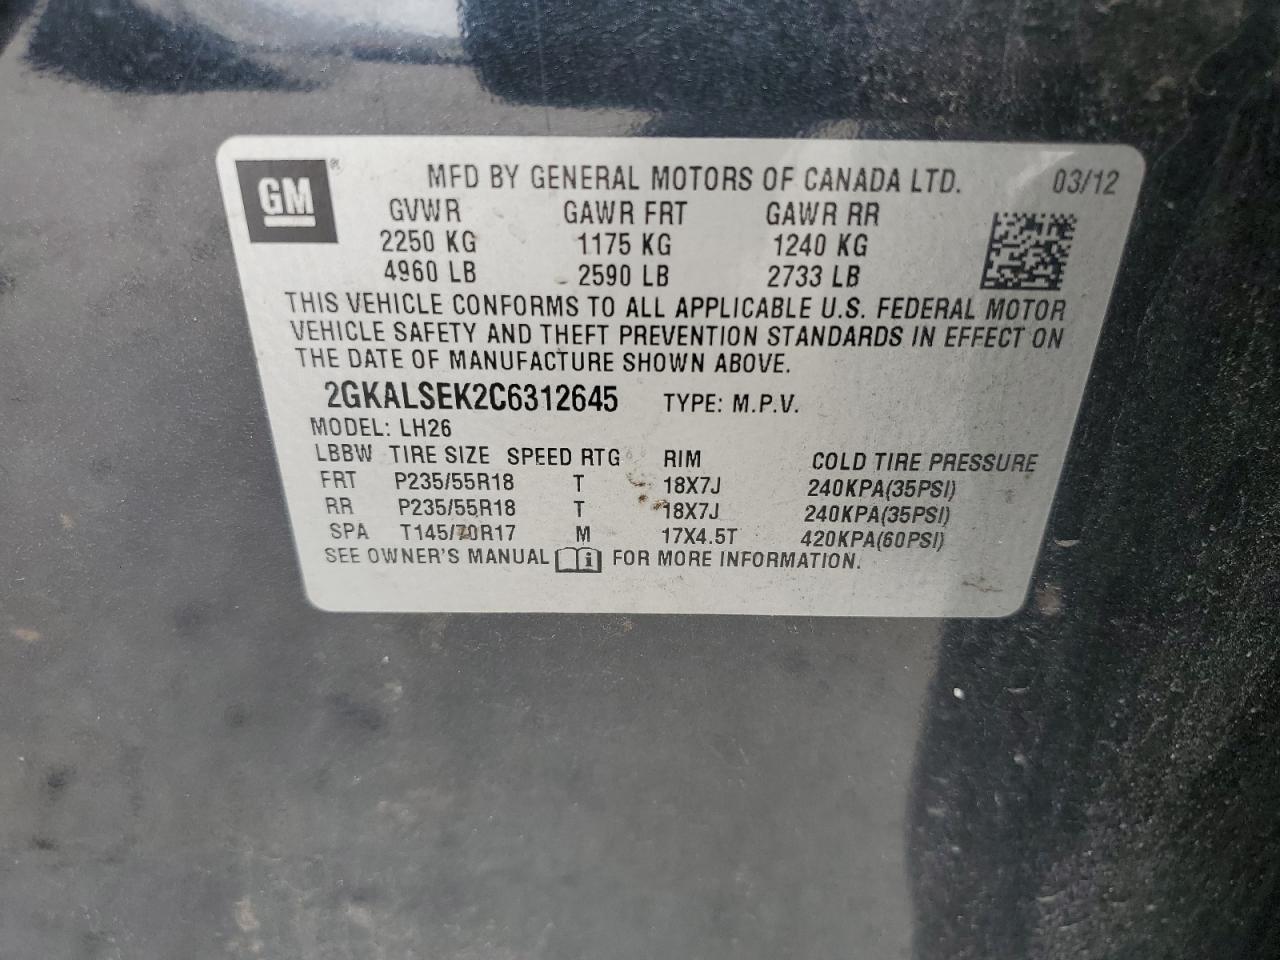 GM ® MFD BY GENERAL MOTORS OF CANADA LTD. 03/12
GVWR GAWR FRT GAWR RR
2250 KG 1175 KG 1240 KG
4960 LB 2590 LB 2733 LB
THIS VEHICLE CONFORMS TO ALL APPLICABLE U.S. FEDERAL MOTOR
VEHICLE SAFETY AND THEFT PREVENTION STANDARDS IN EFFECT ON
THE DATE OF MANUFACTURE SHOWN ABOVE.
2GKALSEK2C6312645 TYPE: M.P.V.
MODEL: LH26
LBBW TIRE SIZE SPEED RTG RIM COLD TIRE PRESSURE
FRT P235/55R18 T 18X7J 240KPA(35PSI)
RR P235/55R18 T 18X7J 240KPA(35PSI)
SPA T145/70R17 M 17X4.5T 420KPA(60PSI)
SEE OWNER'S MANUAL i FOR MORE INFORMATION.